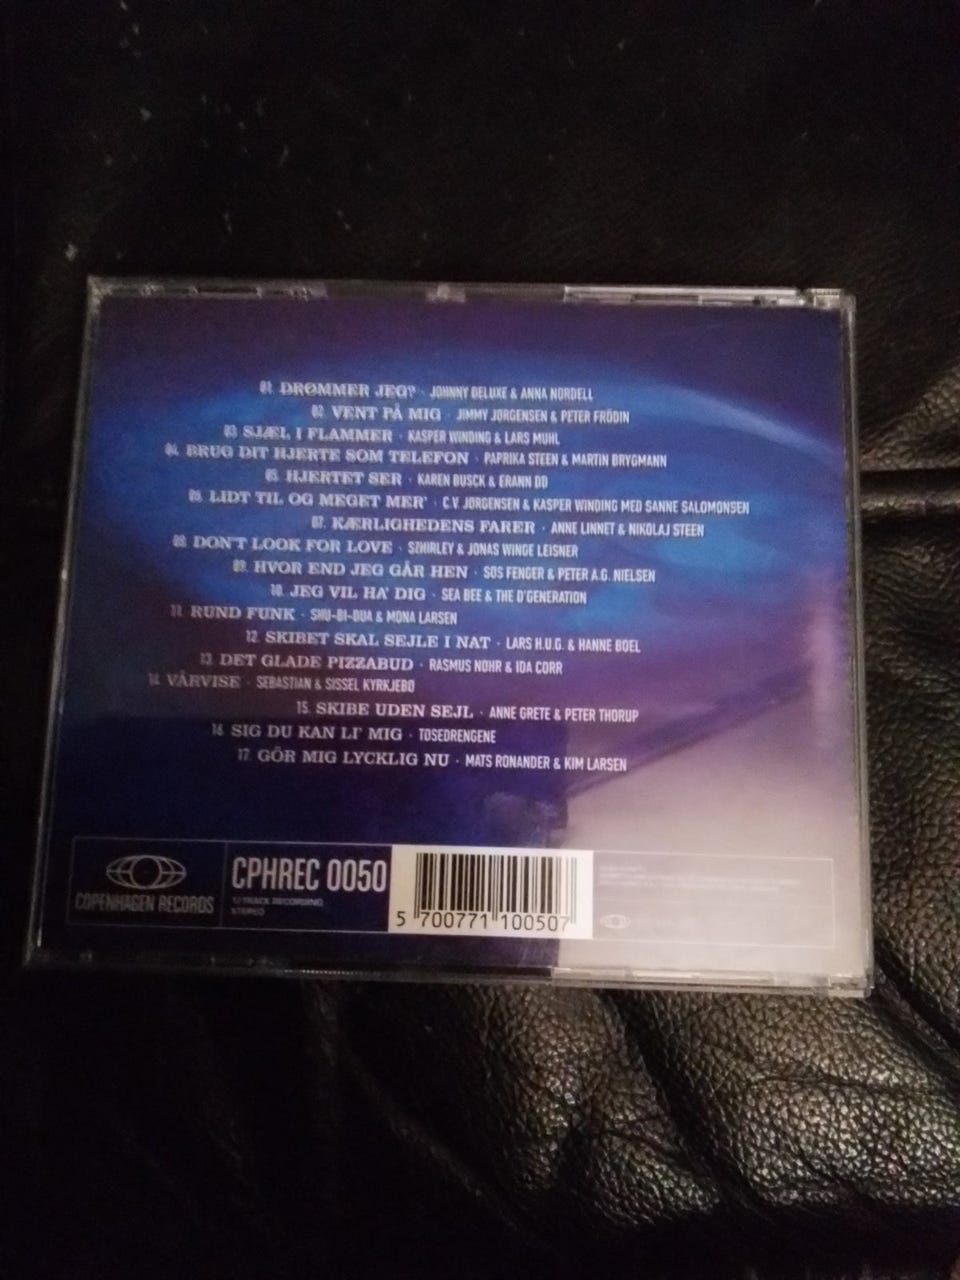 01. DRØMMER JEG? · JOHNNY DELUXE & ANNA NORDELL
02. VENT PÅ MIG · JIMMY JØRGENSEN & PETER FRÖDIN
03. SJÆL I FLAMMER · KASPER WINDING & LARS MUHL
04. BRUG DIT HJERTE SOM TELEFON · PAPRIKA STEEN & MARTIN BRYGMANN
05. HJERTET SER · KAREN BUSCK & ERANN DD
06. LIDT TIL OG MEGET MER' · C.V. JØRGENSEN & KASPER WINDING MED SANNE SALOMONSEN
07. KÆRLIGHEDENS FARER · ANNE LINNET & NIKOLAJ STEEN
08. DON'T LOOK FOR LOVE · SZHIRLEY & JONAS WINGE LEISNER
09. HVOR END JEG GÅR HEN · SØS FENGER & PETER A.G. NIELSEN
10. JEG VIL HA' DIG · SEA BEE & THE D'GENERATION
11. RUND FUNK · SHU-BI-DUA & MONA LARSEN
12. SKIBET SKAL SEJLE I NAT · LARS H.U.G. & HANNE BOEL
13. DET GLADE PIZZABUD · RASMUS NØHR & IDA CORR
14. VÅRVISE · SEBASTIAN & SISSEL KYRKJEBØ
15. SKIBE UDEN SEJL · ANNE GRETE & PETER THORUP
16. SIG DU KAN LI' MIG · TØSEDRENGENE
17. GÖR MIG LYCKLIG NU · MATS RONANDER & KIM LARSEN
COPENHAGEN RECORDS
CPHREC 0050
17 TRACK RECORDING
STEREO
5 700771 100507